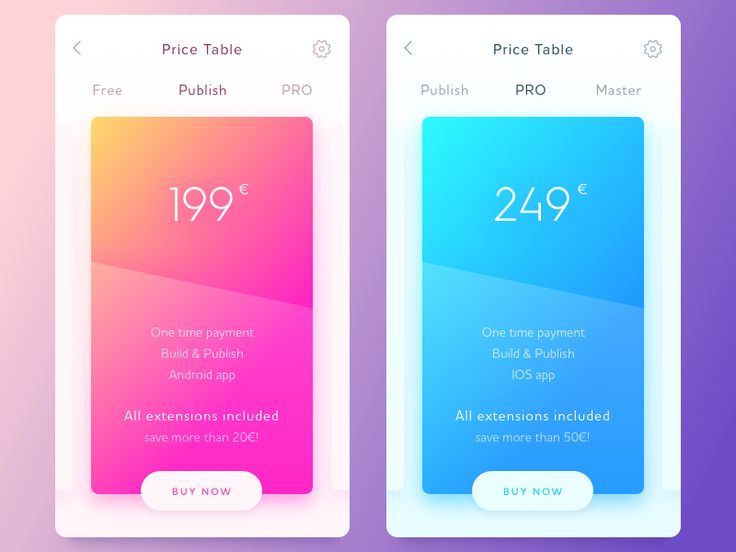 Price Table
Free Publish PRO
199 €
One time payment
Build & Publish
Android app
All extensions included
save more than 20€!
BUY NOW
Price Table
Publish PRO Master
249 €
One time payment
Build & Publish
IOS app
All extensions included
save more than 50€!
BUY NOW